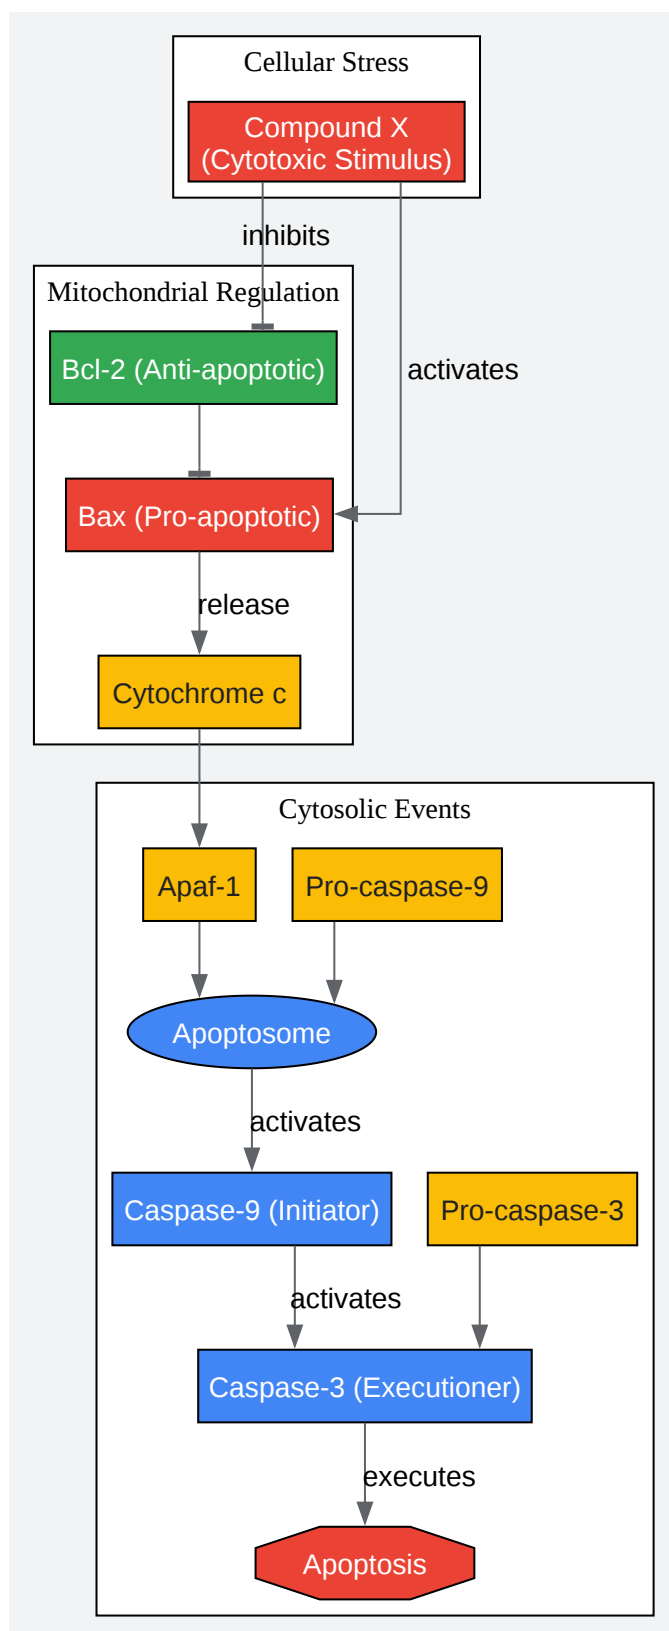 Cellular Stress
Compound X
(Cytotoxic Stimulus)
inhibits
Mitochondrial Regulation
Bcl-2 (Anti-apoptotic)
activates
Bax (Pro-apoptotic)
release
Cytochrome c
Cytosolic Events
Apaf-1
Pro-caspase-9
Apoptosome
activates
Caspase-9 (Initiator)
Pro-caspase-3
activates
Caspase-3 (Executioner)
executes
Apoptosis